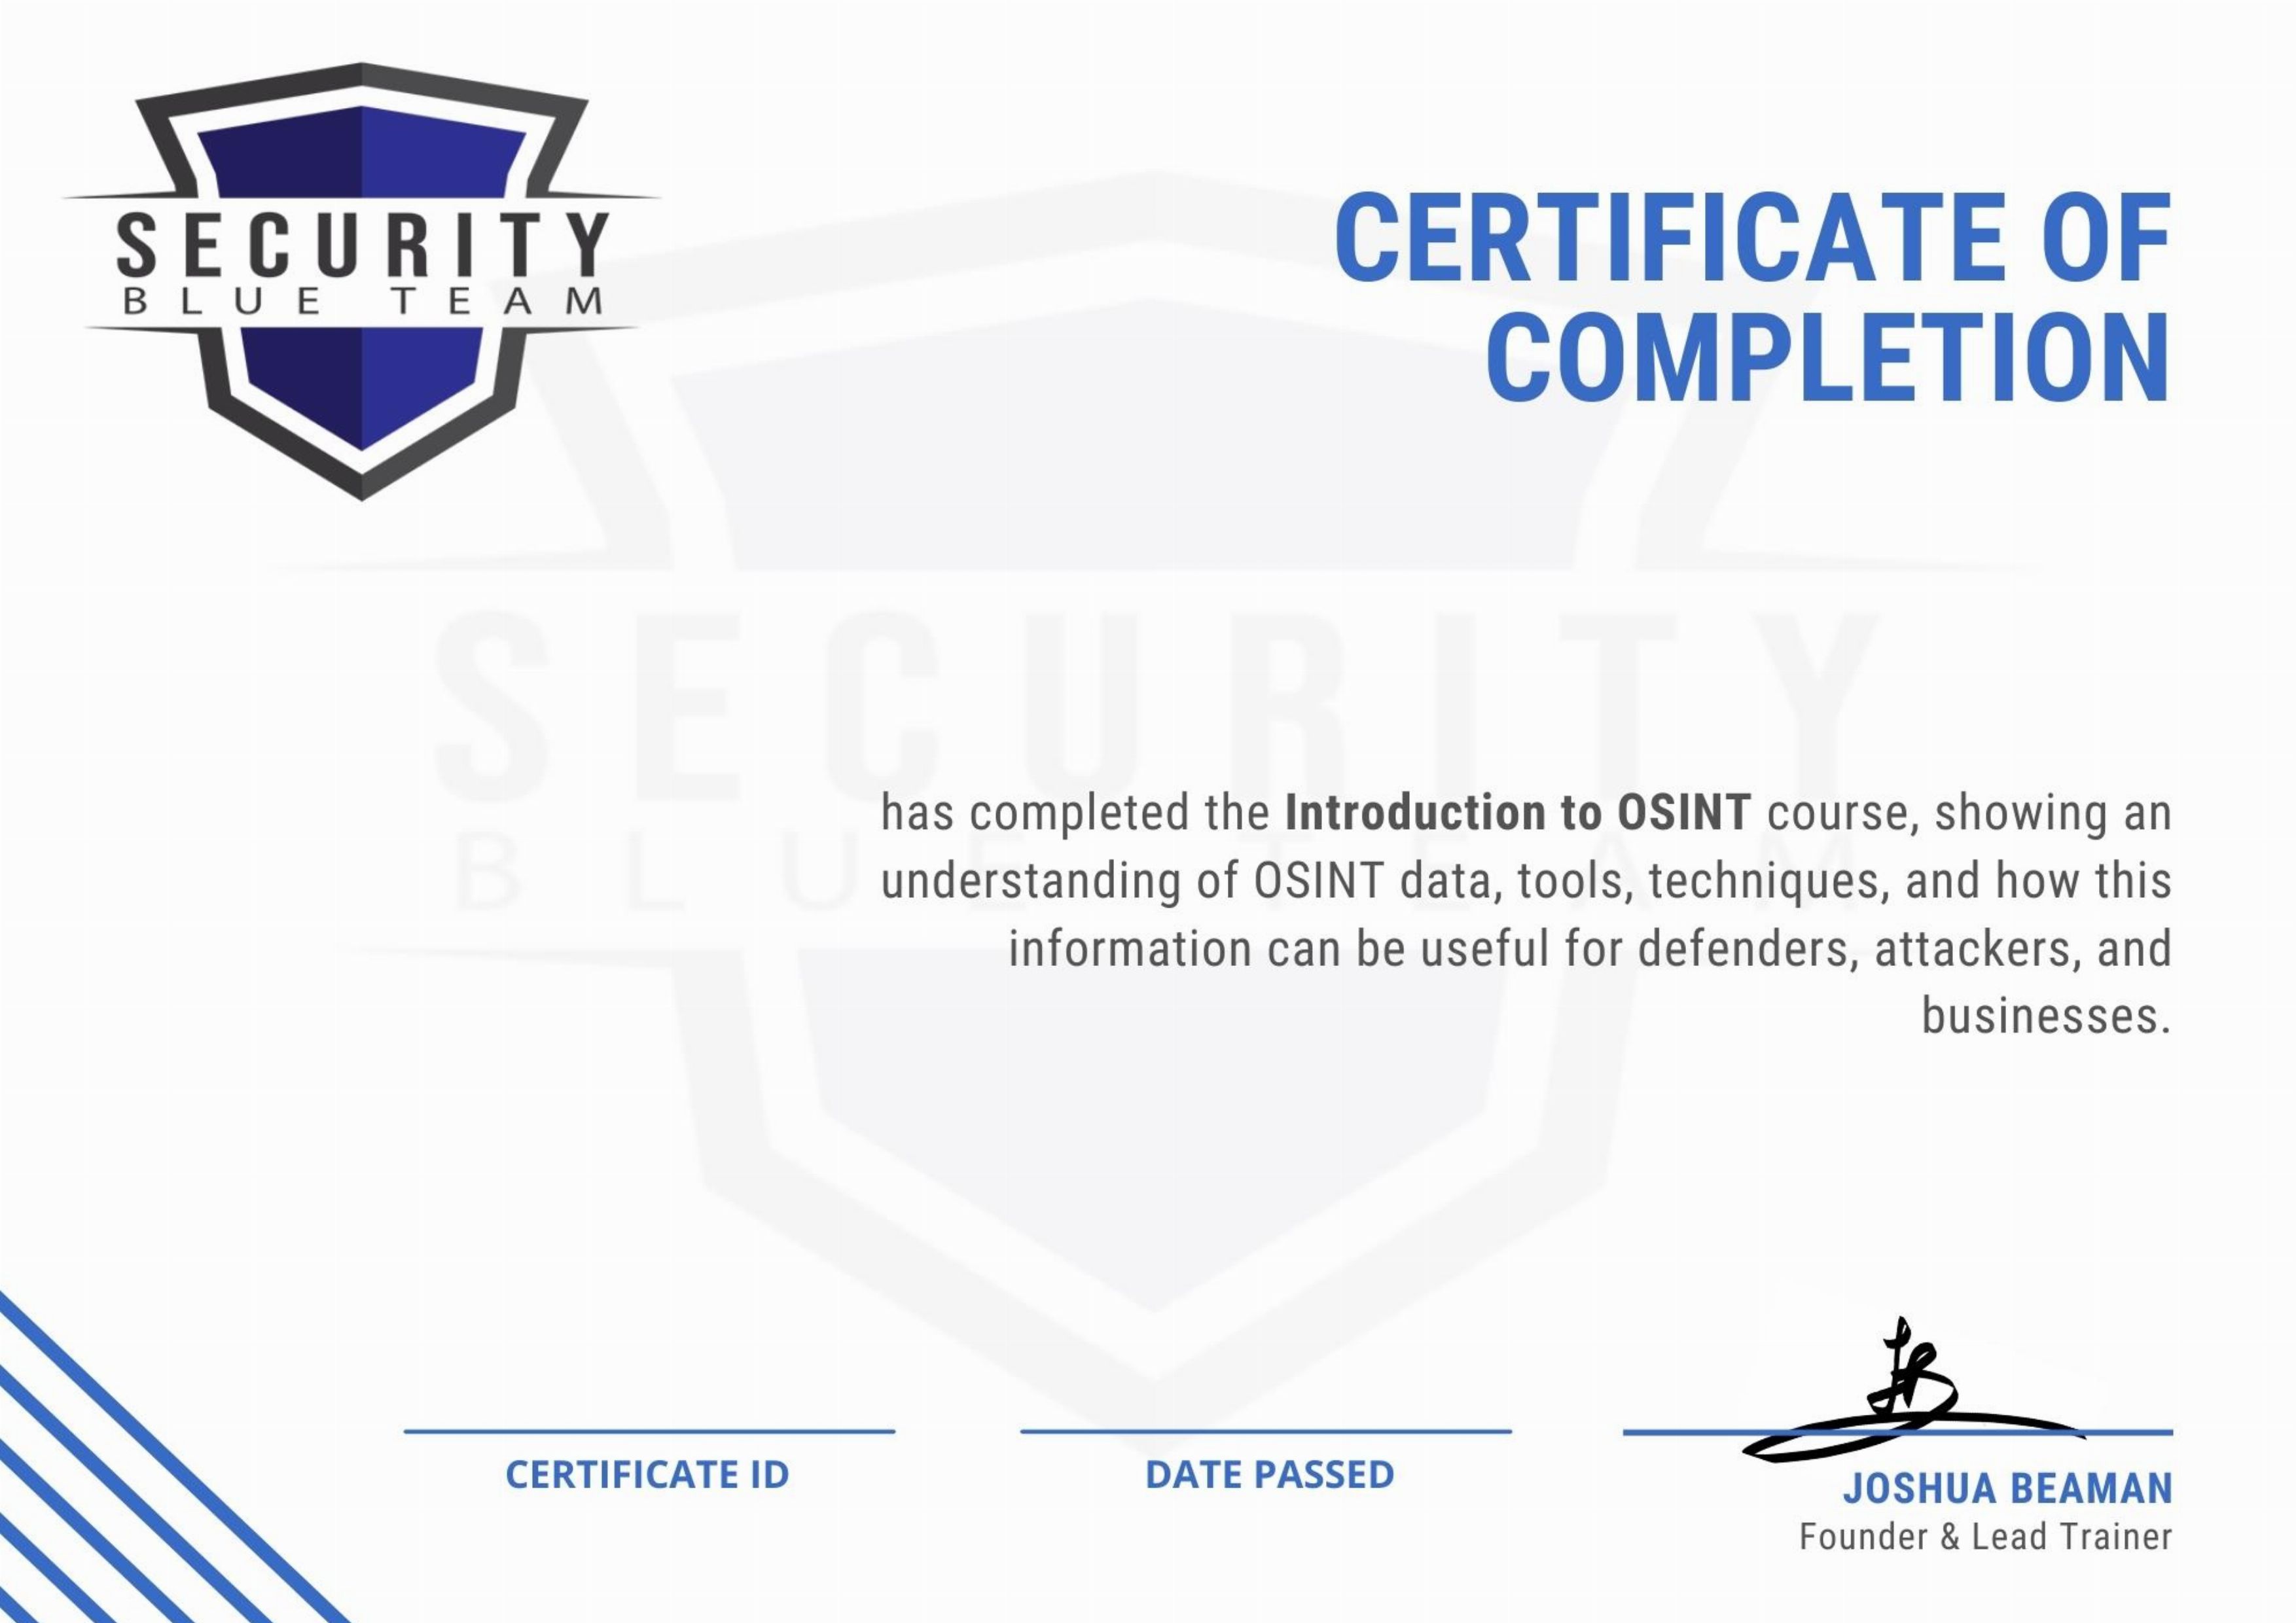 SECURITY
BLUE TEAM
CERTIFICATE OF
COMPLETION
SECURITY
BLUE TEAM
has completed the Introduction to OSINT course, showing an
understanding of OSINT data, tools, techniques, and how this
information can be useful for defenders, attackers, and
businesses.
JB
CERTIFICATE ID
DATE PASSED
JOSHUA BEAMAN
Founder & Lead Trainer